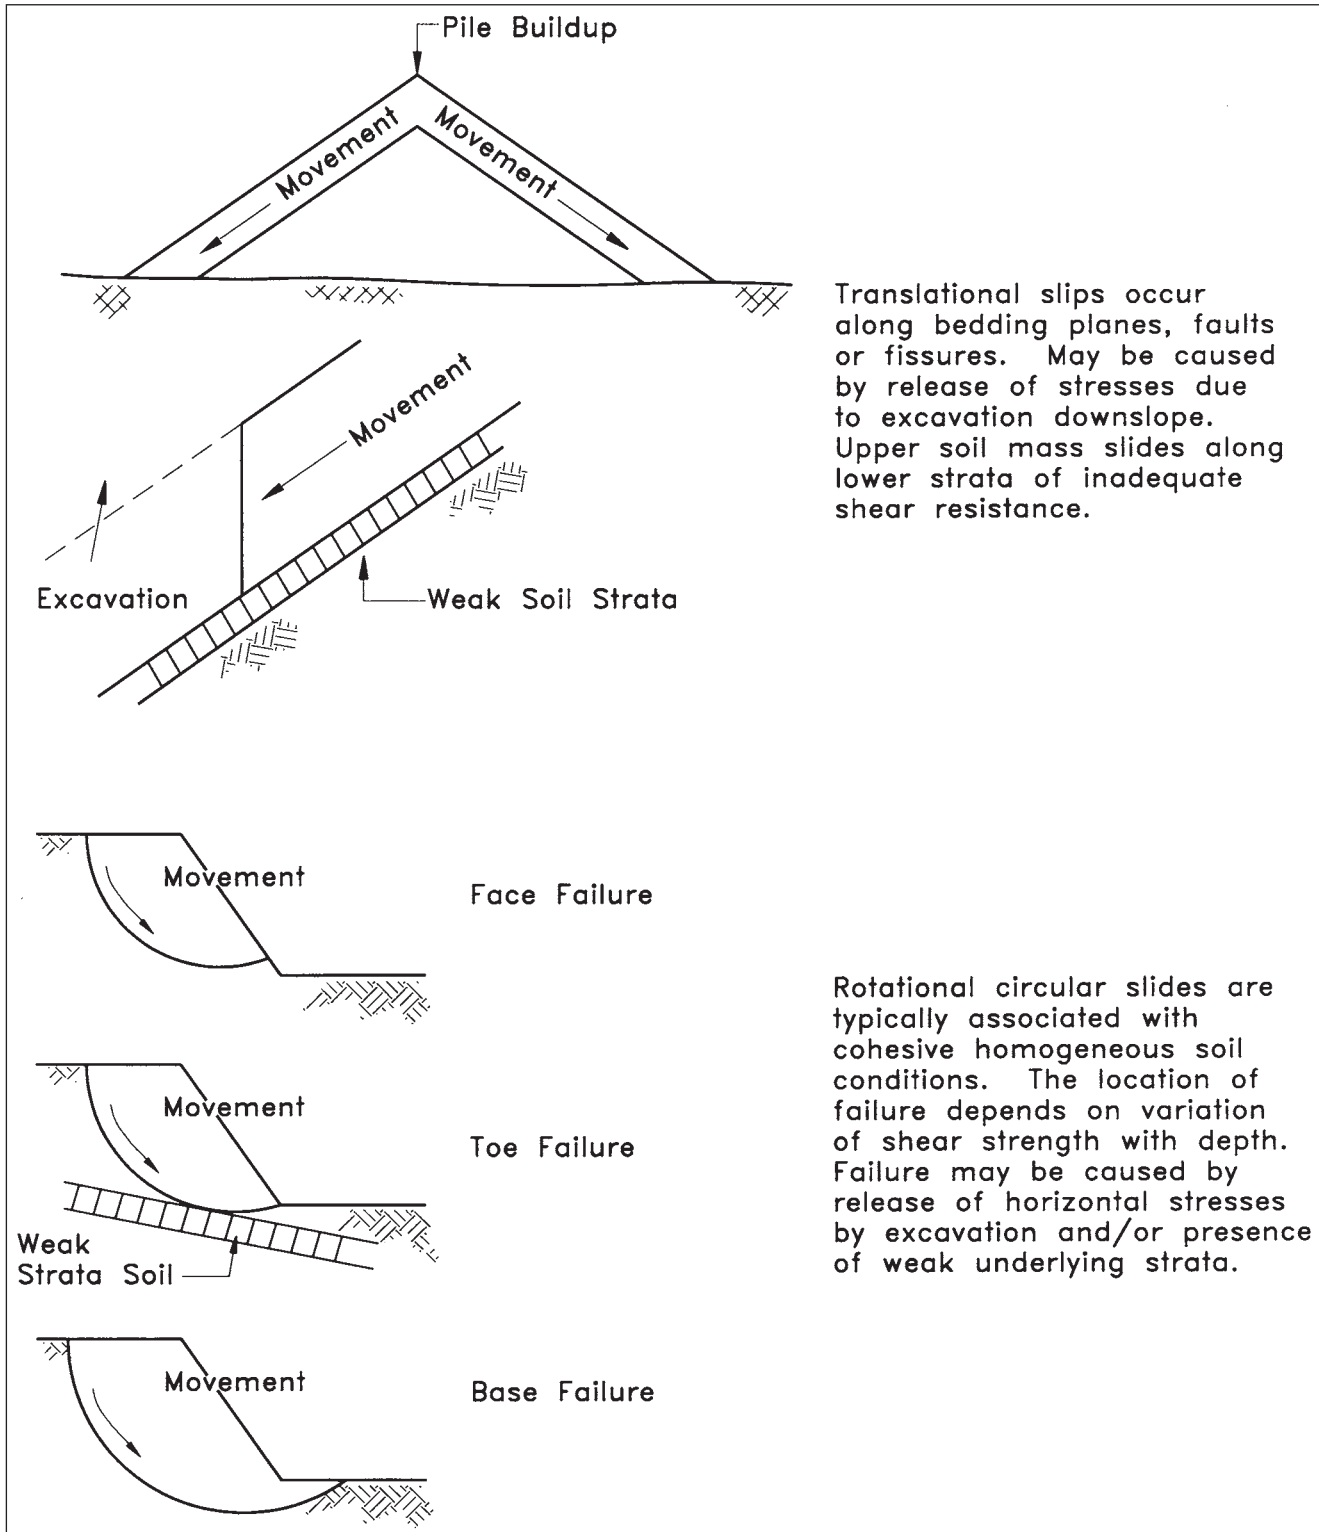 Pile Buildup
Movement
Movement
Translational slips occur
along bedding planes, faults
or fissures. May be caused
by release of stresses due
to excavation downslope.
Upper soil mass slides along
lower strata of inadequate
shear resistance.
Movement
Excavation
Weak Soil Strata
Movement
Face Failure
Rotational circular slides are
typically associated with
cohesive homogeneous soil
conditions. The location of
failure depends on variation
of shear strength with depth.
Failure may be caused by
release of horizontal stresses
by excavation and/or presence
of weak underlying strata.
Movement
Toe Failure
Weak
Strata Soil
Movement
Base Failure